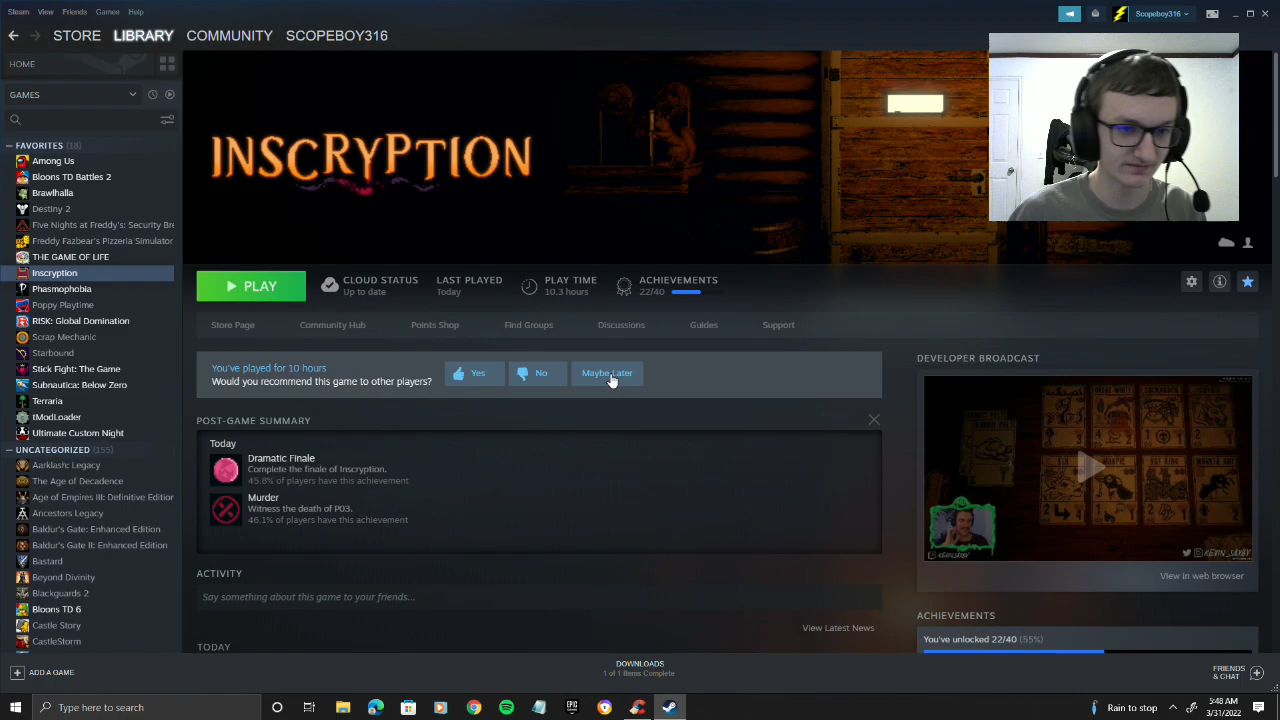 Steam View Friends Games Help
Scopeboy316
STORE LIBRARY COMMUNITY SCOPEBOY316
HOME
GAMES
FAVORITES (18)
Among Us
Bloons TD Battles 2
Brawlhalla
Destiny 2
Five Nights at Freddy's: Security Bre
Freddy Fazbear's Pizzeria Simulator
THE GAME OF LIFE
Inscryption
Phasmophobia
Poppy Playtime
RISK: Global Domination
Scrap Mechanic
Starbound
Stick Fight: The Game
Subnautica: Below Zero
Terraria
tModLoader
Ultimate Custom Night
UNCATEGORIZED (155)
Aarklash: Legacy
The Age of Decadence
Age of Empires III: Definitive Edition
Ancestors Legacy
Baldur's Gate: Enhanced Edition
Baldur's Gate II: Enhanced Edition
Bastard
Beyond Divinity
Blackguards 2
Bloons TD 6
Castle Story
CastleStorm
ADD A GAME
INSCRYPTION
PLAY
CLOUD STATUS
Up to date
LAST PLAYED
Today
PLAY TIME
10.3 hours
ACHIEVEMENTS
22/40
Store Page Community Hub Points Shop Find Groups Discussions Guides Support
You've played for 10 hours
Would you recommend this game to other players?
Yes
No
Maybe Later
POST-GAME SUMMARY
Today
Dramatic Finale
Complete the finale of Inscryption.
45.8% of players have this achievement
Murder
Witness the death of P03.
46.1% of players have this achievement
ACTIVITY
Say something about this game to your friends...
View Latest News
TODAY
DEVELOPER BROADCAST
View in web browser
ACHIEVEMENTS
You've unlocked 22/40 (55%)
DOWNLOADS
1 of 1 Items Complete
FRIENDS
& CHAT
Type here to search
EPIC
Rain to stop
5:48 AM
3/31/2022